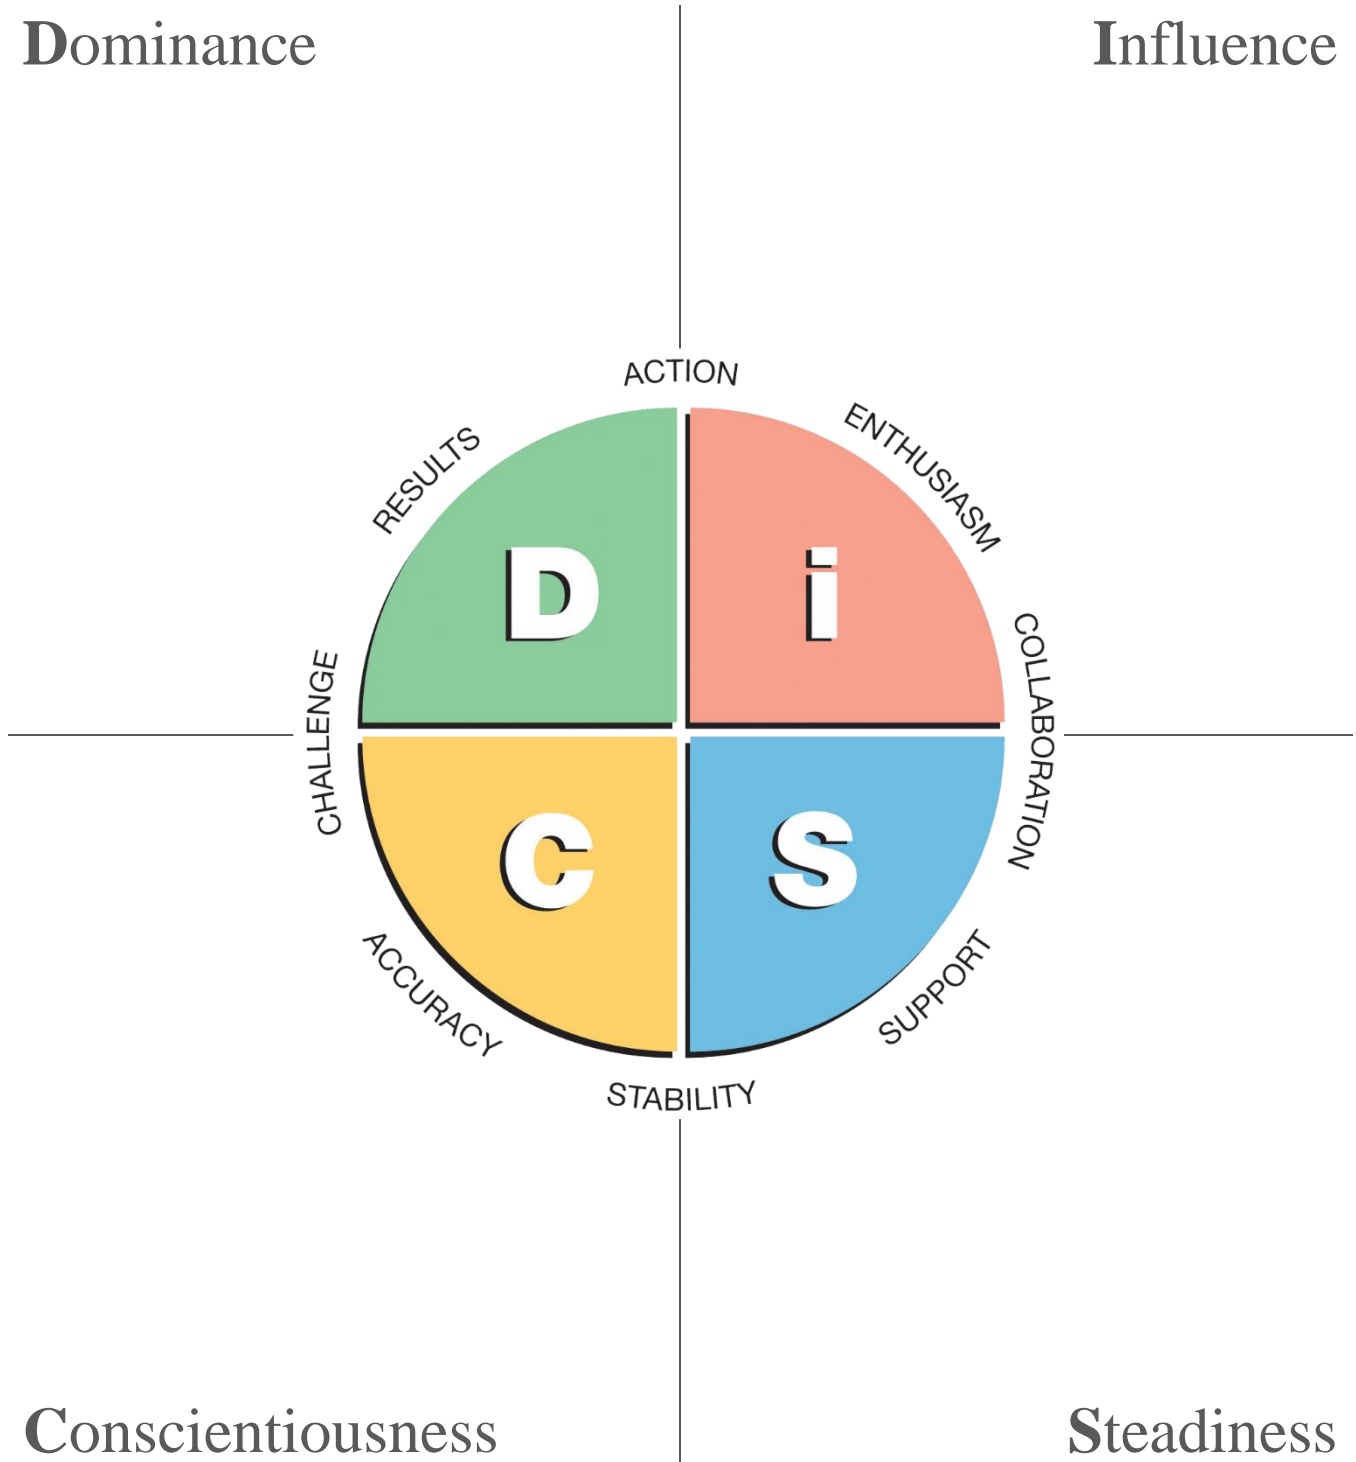 Dominance
Influence
ACTION
RESULTS
ENTHUSIASM
D
i
CHALLENGE
COLLABORATION
C
S
ACCURACY
SUPPORT
STABILITY
Conscientiousness
Steadiness